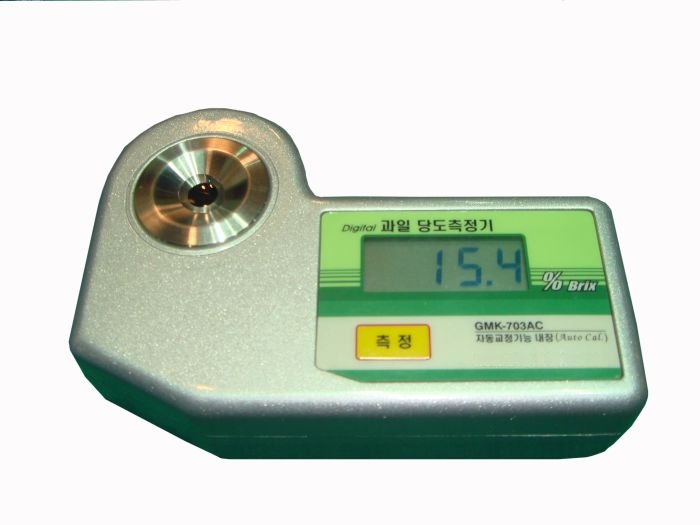 Digital 과일 당도측정기
15.4
% Brix
측정
GMK-703AC
자동교정기능 내장(Auto Cal.)